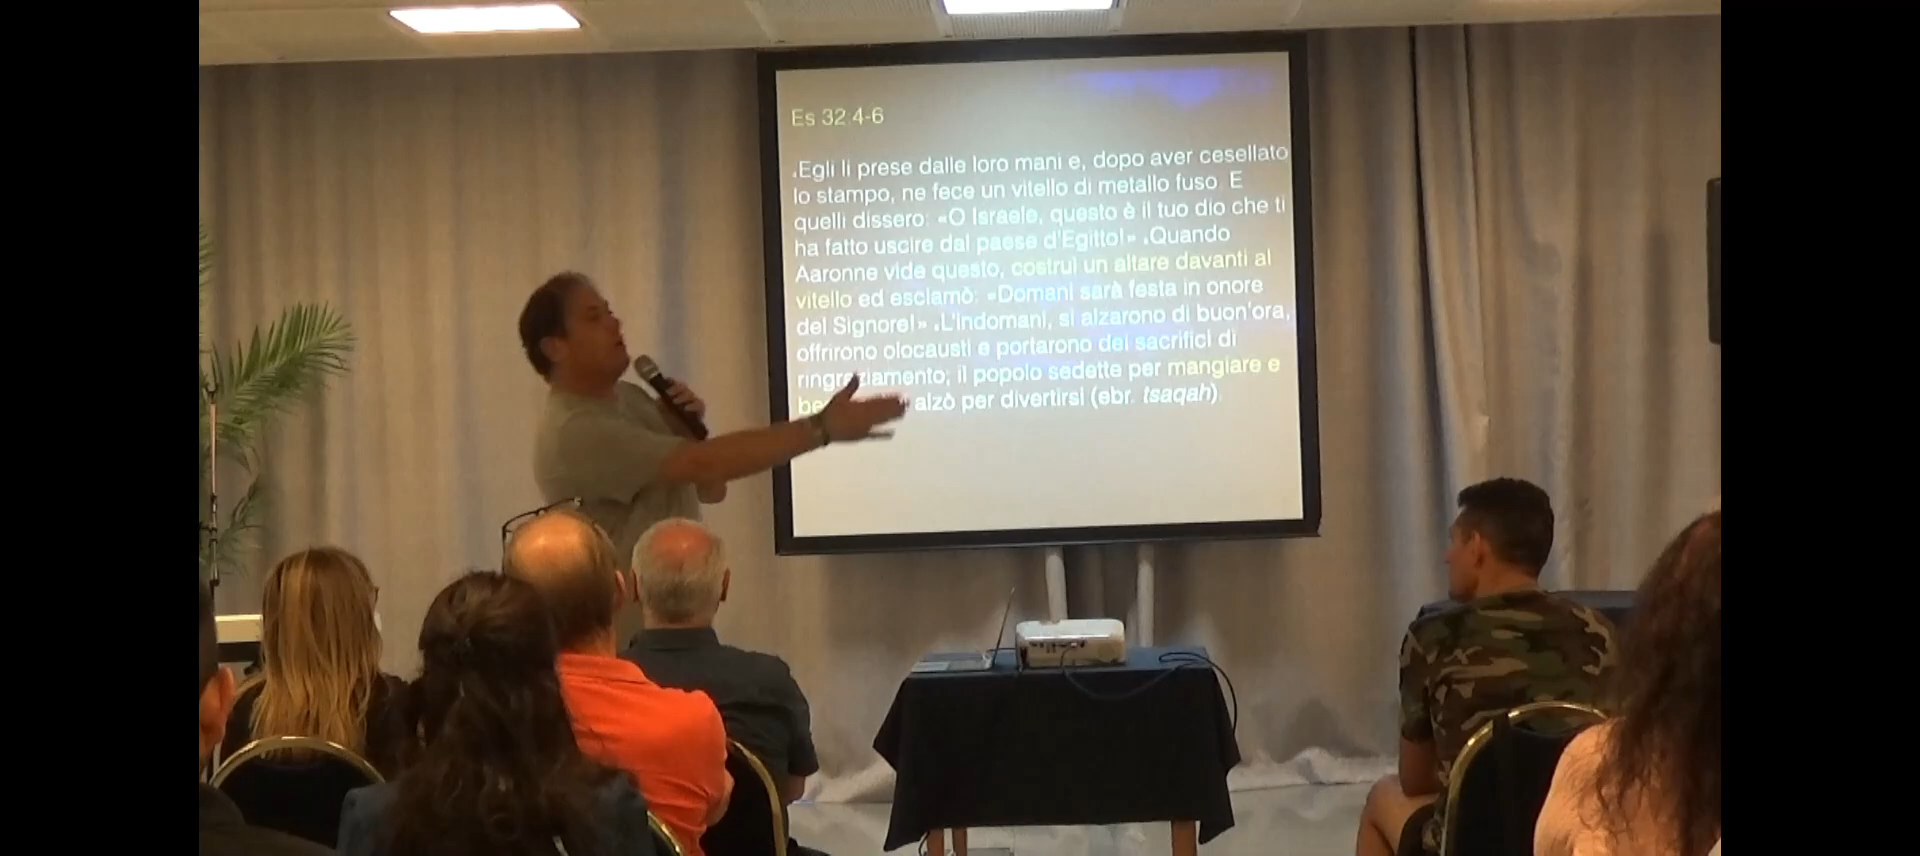 Es 32:4-6
Egli li prese dalle loro mani e, dopo aver cesellato
lo stampo, ne fece un vitello di metallo fuso. E
quelli dissero: «O Israele, questo è il tuo dio che ti
ha fatto uscire dal paese d'Egitto!» Quando
Aaronne vide questo, costruì un altare davanti al
vitello ed esclamò: «Domani sarà festa in onore
del Signore!» L'indomani, si alzarono di buon'ora,
offrirono olocausti e portarono dei sacrifici di
ringraziamento; il popolo sedette per mangiare e
alzò per divertirsi (ebr. tsaqah).